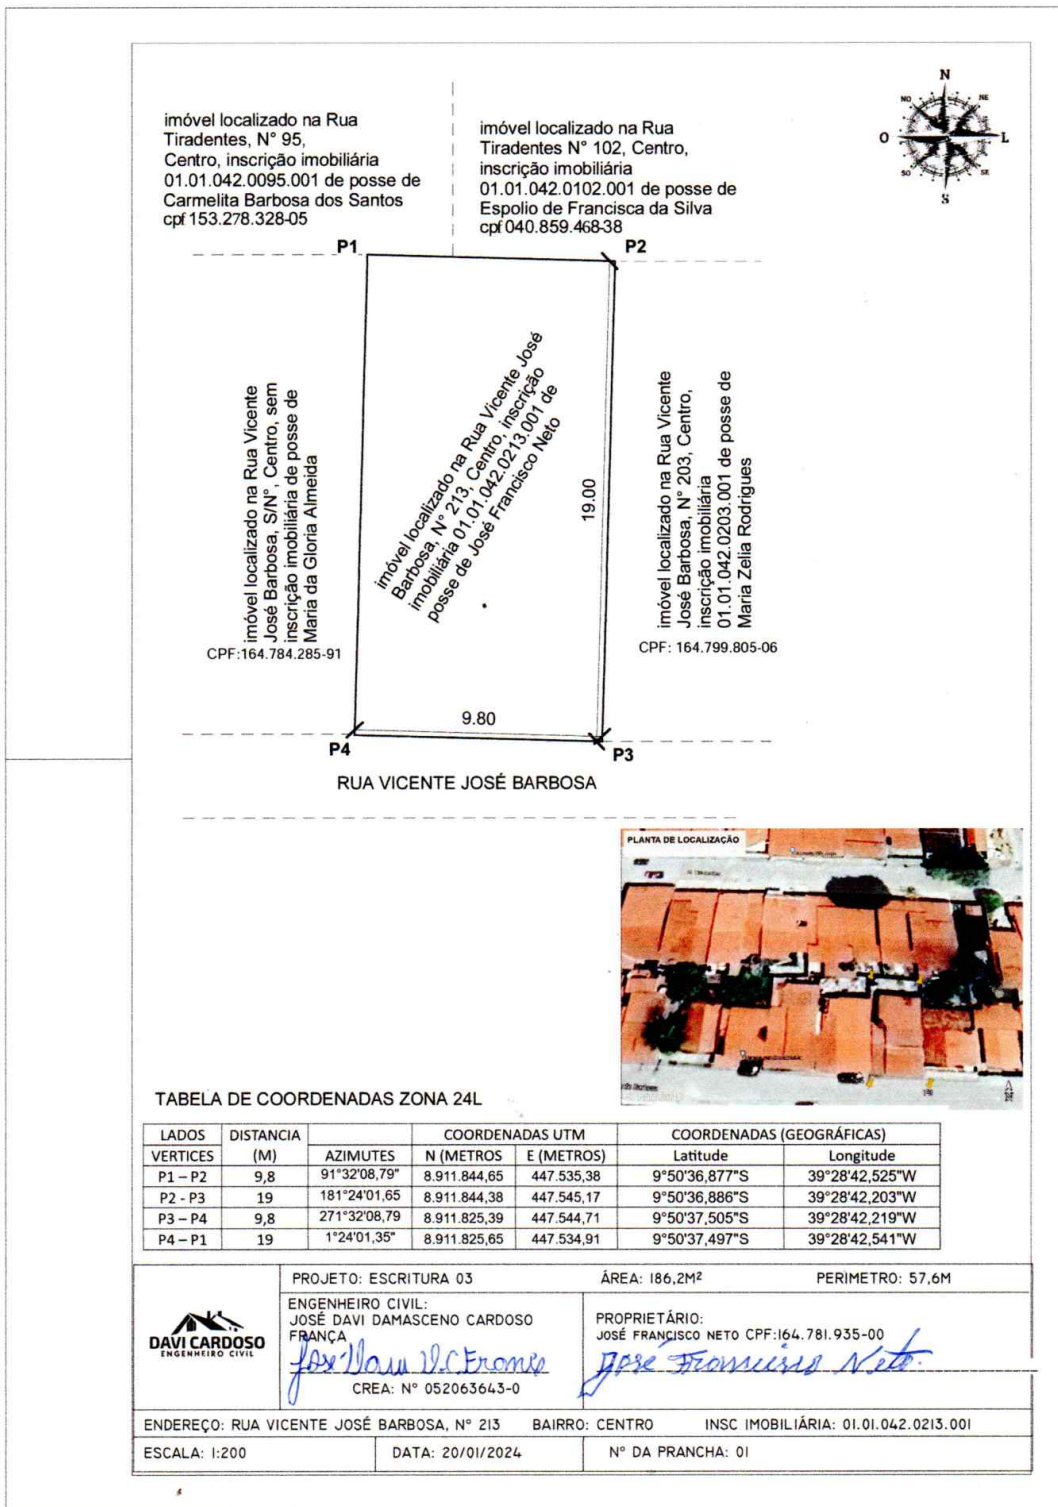 imóvel localizado na Rua
Tiradentes, N° 95,
Centro, inscrição imobiliária
01.01.042.0095.001 de posse de
Carmelita Barbosa dos Santos
cpf 153.278.328-05
imóvel localizado na Rua
Tiradentes N° 102, Centro,
inscrição imobiliária
01.01.042.0102.001 de posse de
Espolio de Francisca da Silva
cpf 040.859.468-38
N
NO
NE
O
L
SO
SE
S
P1
P2
imóvel localizado na Rua Vicente
José Barbosa, S/N°, Centro, sem
inscrição imobiliária de posse de
Maria da Gloria Almeida
CPF:164.784.285-91
imóvel localizado na Rua Vicente José
Barbosa, N° 213, Centro, inscrição
imobiliária 01.01.042.0213.001 de
posse de José Francisco Neto
19.00
imóvel localizado na Rua Vicente
José Barbosa, N° 203, Centro,
inscrição imobiliária
01.01.042.0203.001 de posse de
Maria Zelia Rodrigues
CPF: 164.799.805-06
9.80
P4
P3
RUA VICENTE JOSÉ BARBOSA
PLANTA DE LOCALIZAÇÃO
TABELA DE COORDENADAS ZONA 24L
LADOS DISTANCIA COORDENADAS UTM COORDENADAS (GEOGRÁFICAS)
VERTICES (M) AZIMUTES N (METROS E (METROS) Latitude Longitude
P1 – P2 9,8 91°32'08,79" 8.911.844,65 447.535,38 9°50'36,877"S 39°28'42,525"W
P2 - P3 19 181°24'01,65 8.911.844,38 447.545,17 9°50'36,886"S 39°28'42,203"W
P3 – P4 9,8 271°32'08,79 8.911.825,39 447.544,71 9°50'37,505"S 39°28'42,219"W
P4 – P1 19 1°24'01,35" 8.911.825,65 447.534,91 9°50'37,497"S 39°28'42,541"W
PROJETO: ESCRITURA 03 ÁREA: 186,2M² PERIMETRO: 57,6M
DAVI CARDOSO
ENGENHEIRO CIVIL
ENGENHEIRO CIVIL:
JOSÉ DAVI DAMASCENO CARDOSO
FRANÇA
José Davi D.C França
CREA: N° 052063643-0
PROPRIETÁRIO:
JOSÉ FRANCISCO NETO CPF:164.781.935-00
José Francisco Neto.
ENDEREÇO: RUA VICENTE JOSÉ BARBOSA, N° 213 BAIRRO: CENTRO INSC IMOBILIÁRIA: 01.01.042.0213.001
ESCALA: 1:200 DATA: 20/01/2024 N° DA PRANCHA: 01